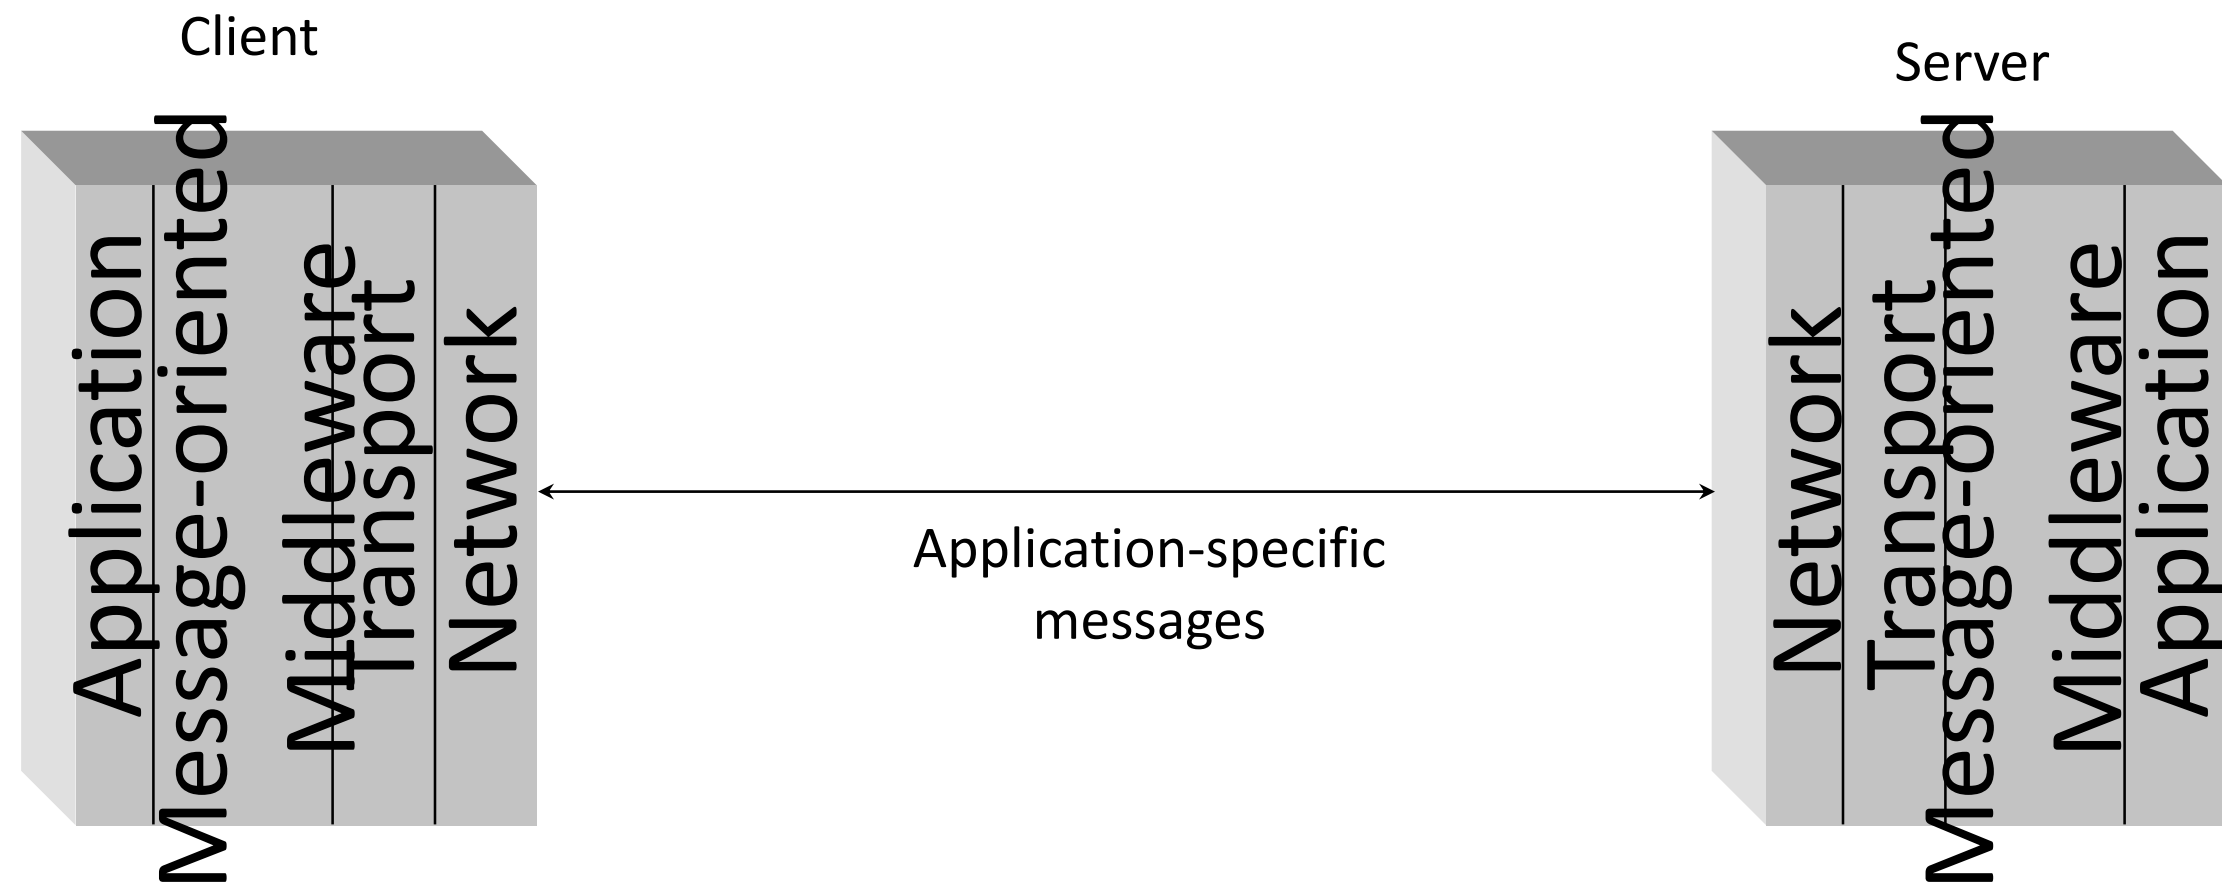 Client
Server
Application
Message-oriented
Middleware
Transport
Network
Application-specific
messages
Network
Transport
Message-oriented
Middleware
Application